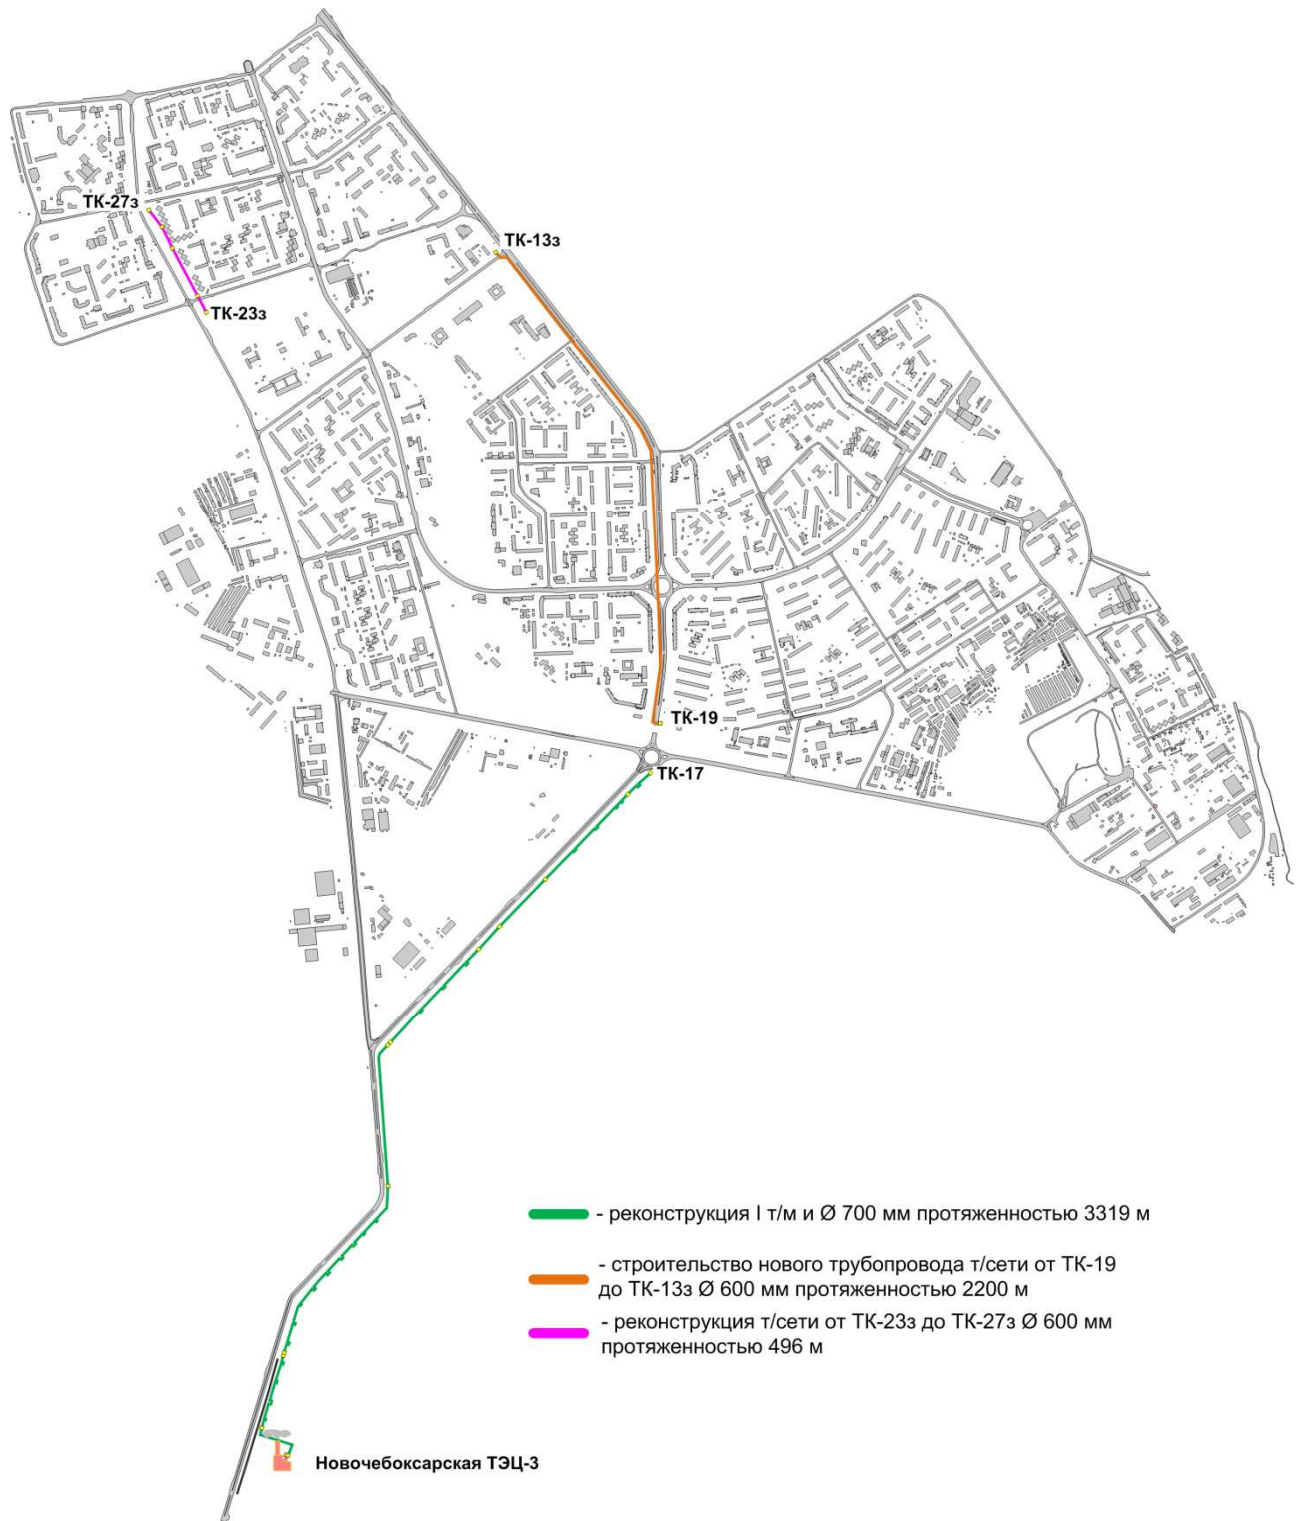 ТК-27з
ТК-13з
ТК-23з
ТК-19
ТК-17
- реконструкция I т/м и Ø 700 мм протяженностью 3319 м
- строительство нового трубопровода т/сети от ТК-19
до ТК-13з Ø 600 мм протяженностью 2200 м
- реконструкция т/сети от ТК-23з до ТК-27з Ø 600 мм
протяженностью 496 м
Новочебоксарская ТЭЦ-3